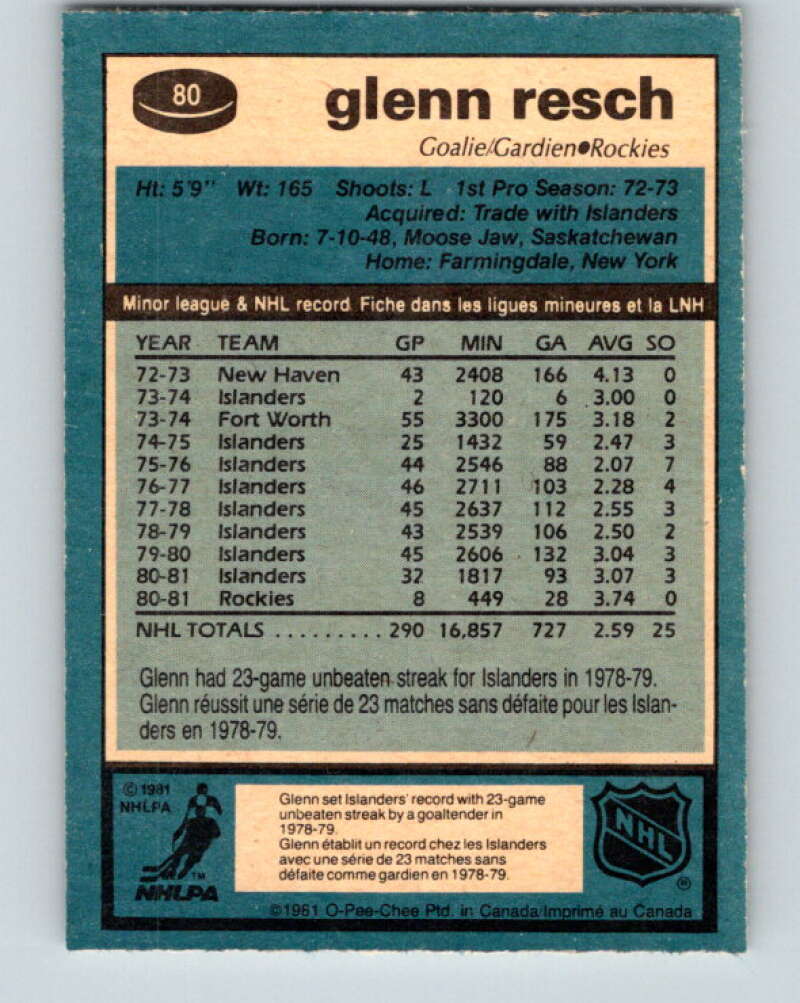 80
glenn resch
Goalie/Gardien●Rockies
Ht: 5'9" Wt: 165 Shoots: L 1st Pro Season: 72-73
Acquired: Trade with Islanders
Born: 7-10-48, Moose Jaw, Saskatchewan
Home: Farmingdale, New York
Minor league & NHL record Fiche dans les ligues mineures et la LNH
YEAR TEAM GP MIN GA AVG SO
72-73 New Haven 43 2408 166 4.13 0
73-74 Islanders 2 120 6 3.00 0
73-74 Fort Worth 55 3300 175 3.18 2
74-75 Islanders 25 1432 59 2.47 3
75-76 Islanders 44 2546 88 2.07 7
76-77 Islanders 46 2711 103 2.28 4
77-78 Islanders 45 2637 112 2.55 3
78-79 Islanders 43 2539 106 2.50 2
79-80 Islanders 45 2606 132 3.04 3
80-81 Islanders 32 1817 93 3.07 3
80-81 Rockies 8 449 28 3.74 0
NHL TOTALS .......... 290 16,857 727 2.59 25
Glenn had 23-game unbeaten streak for Islanders in 1978-79.
Glenn réussit une série de 23 matches sans défaite pour les Islan-
ders en 1978-79.
© 1981
NHLPA
TM
NHLPA
Glenn set Islanders' record with 23-game
unbeaten streak by a goaltender in
1978-79.
Glenn établit un record chez les Islanders
avec une série de 23 matches sans
défaite comme gardien en 1978-79.
NHL
®
©1981 O-Pee-Chee Ptd. in Canada/Imprimé au Canada